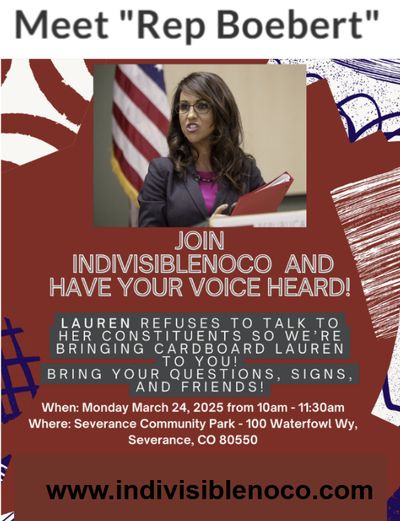 Meet "Rep Boebert"
JOIN
INDIVISIBLENOCO AND
HAVE YOUR VOICE HEARD!
LAUREN REFUSES TO TALK TO
HER CONSTITUENTS SO WE'RE
BRINGING CARDBOARD LAUREN
TO YOU!
BRING YOUR QUESTIONS, SIGNS,
AND FRIENDS!
When: Monday March 24, 2025 from 10am - 11:30am
Where: Severance Community Park - 100 Waterfowl Wy,
Severance, CO 80550
www.indivisiblenoco.com